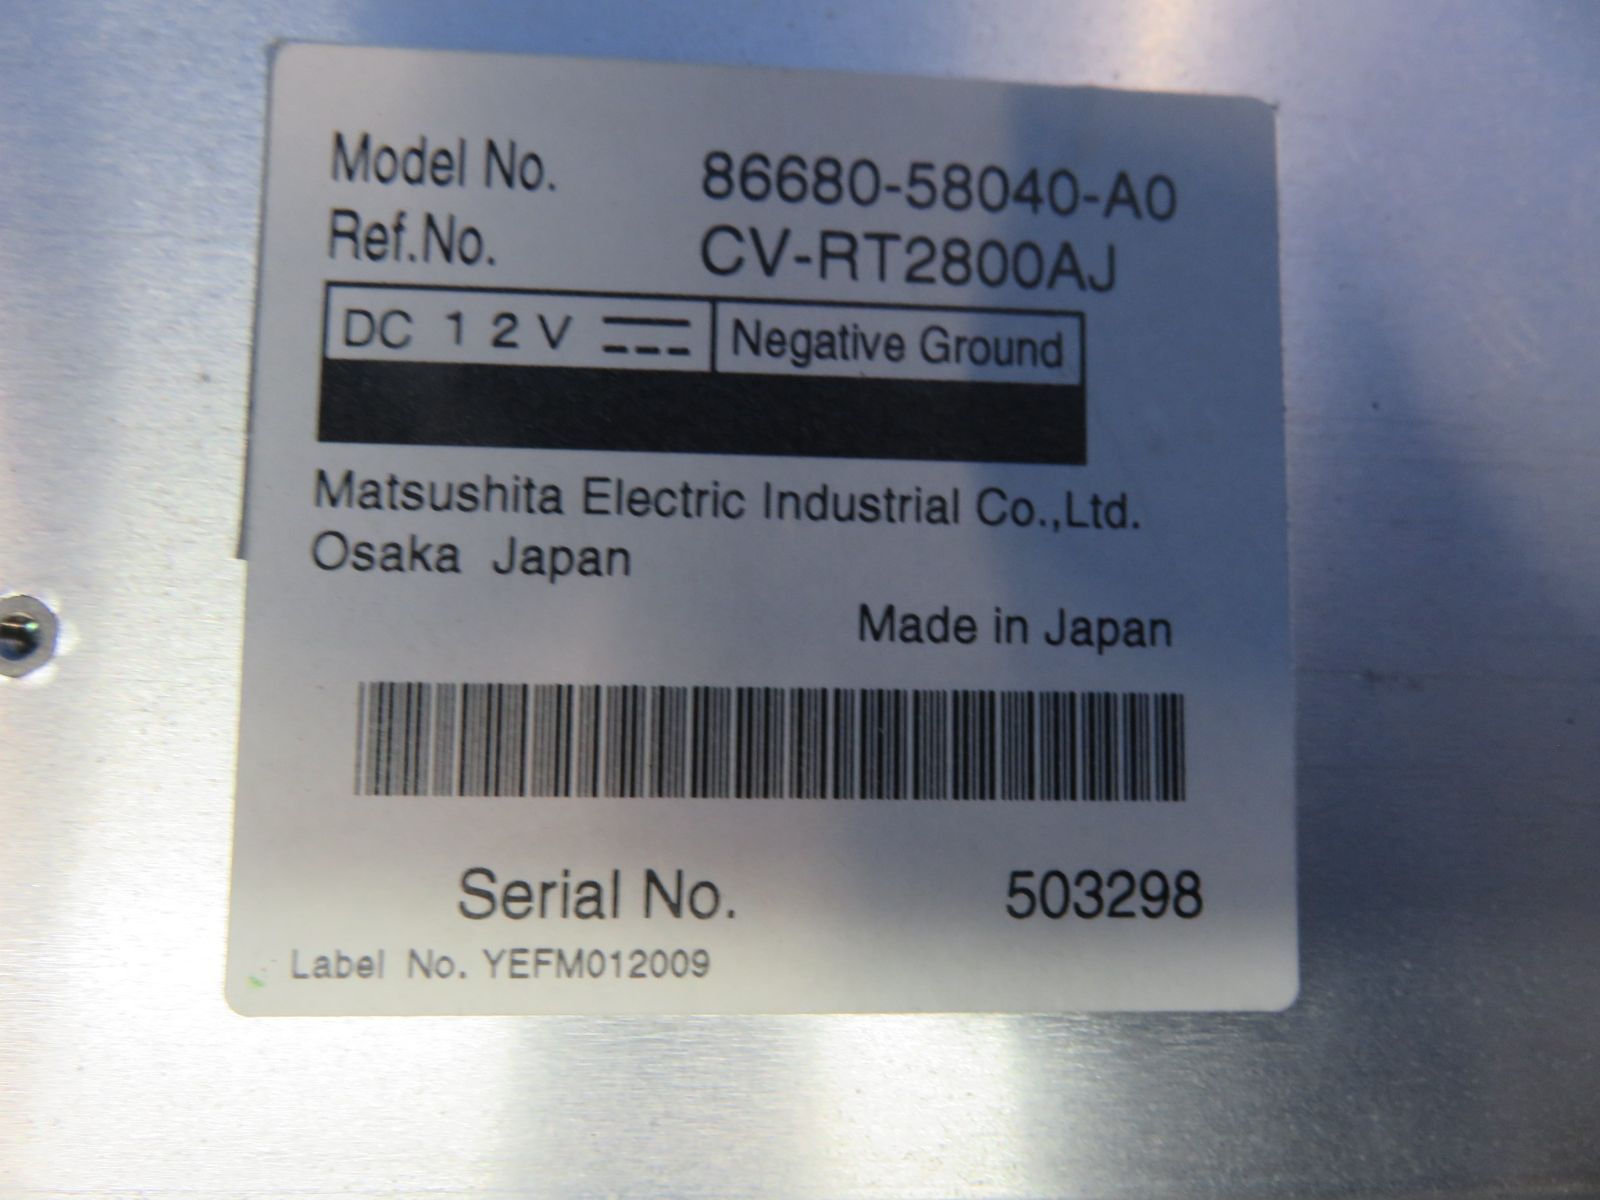 Model No. 86680-58040-A0
Ref.No. CV-RT2800AJ
DC 12V Negative Ground
Matsushita Electric Industrial Co.,Ltd.
Osaka Japan
Made in Japan
Serial No. 503298
Label No. YEFM012009